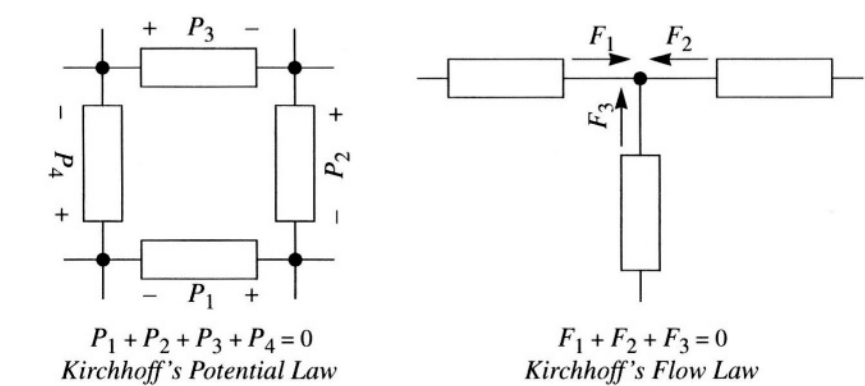 + P₃ −
F₁ F₂
− +
P₄ P₂ F₃
+ −
− P₁ +
P₁ + P₂ + P₃ + P₄ = 0
Kirchhoff's Potential Law
F₁ + F₂ + F₃ = 0
Kirchhoff's Flow Law